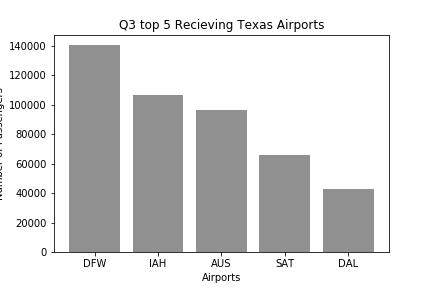 Q3 top 5 Recieving Texas Airports
Number of Passengers
140000
120000
100000
80000
60000
40000
20000
0
DFW IAH AUS SAT DAL
Airports